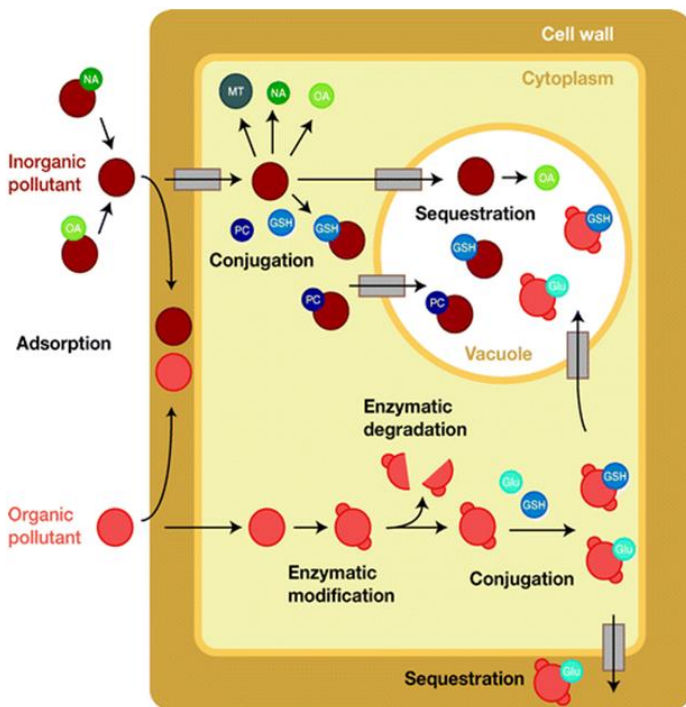 Cell wall
Cytoplasm
NA
MT
NA
OA
Inorganic
pollutant
OA
Sequestration
OA
GSH
PC
GSH
GSH
Conjugation
GSH
Glu
PC
PC
Vacuole
Adsorption
Enzymatic
degradation
Glu
GSH
GSH
Organic
pollutant
Enzymatic
modification
Conjugation
Glu
Sequestration
Glu